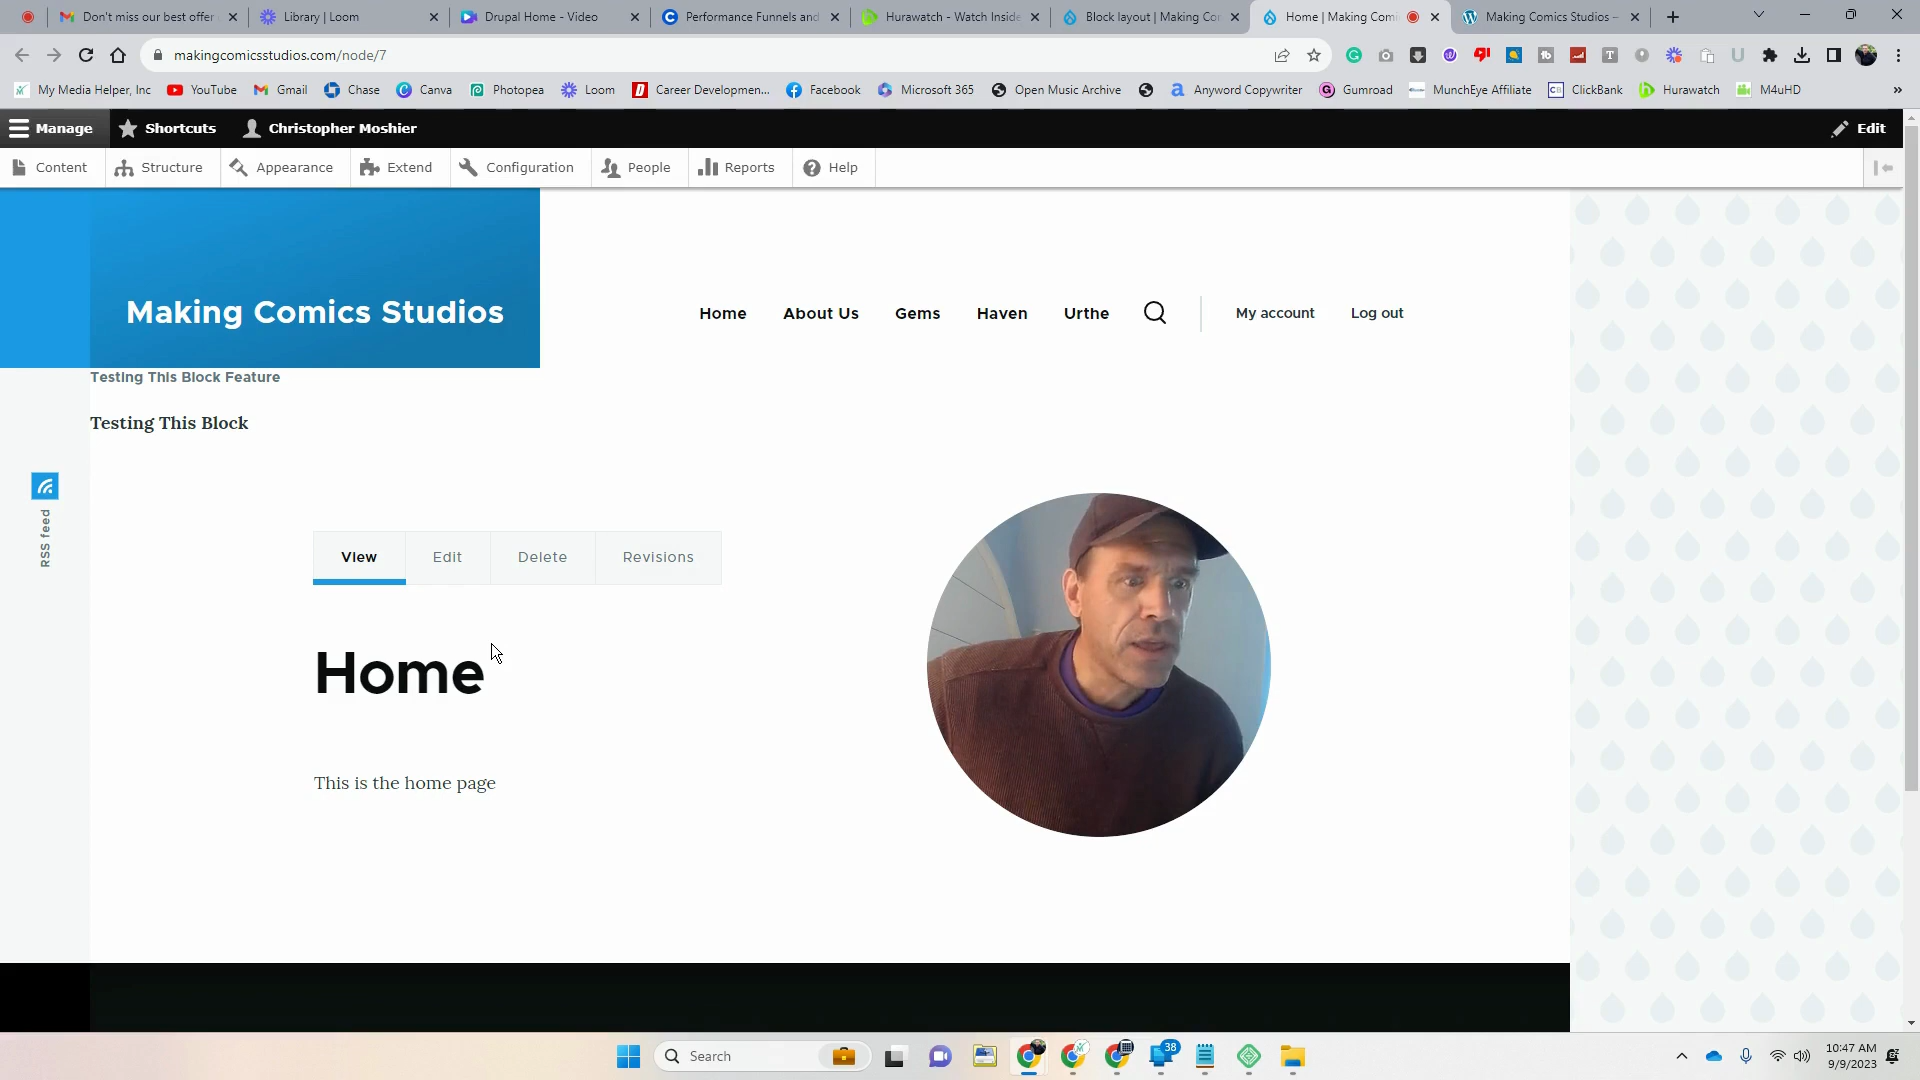 Don't miss our best offer
Library | Loom
Drupal Home - Video
Performance Funnels and
Hurawatch - Watch Inside
Block layout | Making Co
Home | Making Comi
Making Comics Studios –
makingcomicsstudios.com/node/7
My Media Helper, Inc
YouTube
Gmail
Chase
Canva
Photopea
Loom
Career Developmen...
Facebook
Microsoft 365
Open Music Archive
Anyword Copywriter
Gumroad
MunchEye Affiliate
ClickBank
Hurawatch
M4uHD
»
Manage
Shortcuts
Christopher Moshier
Edit
Content
Structure
Appearance
Extend
Configuration
People
Reports
Help
Making Comics Studios
Home
About Us
Gems
Haven
Urthe
My account
Log out
Testing This Block Feature
Testing This Block
RSS feed
View
Edit
Delete
Revisions
Home
This is the home page
Search
38
10:47 AM
9/9/2023